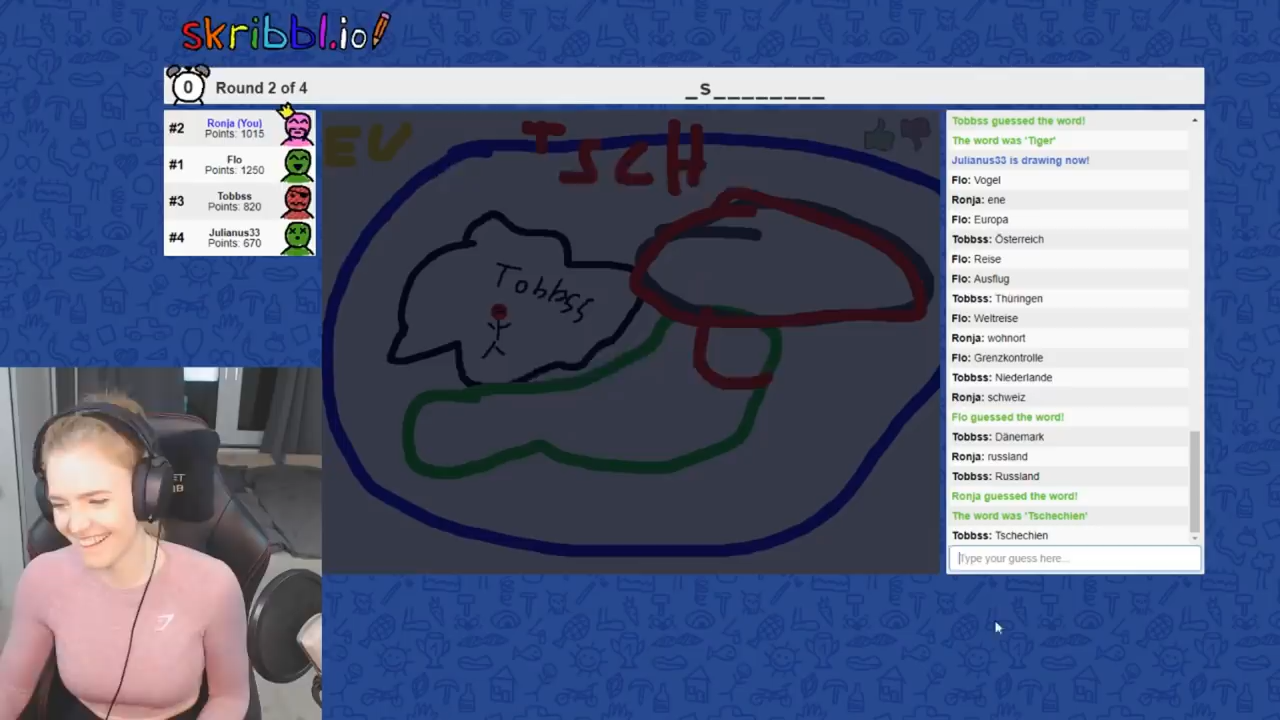 skribbl.io
0
Round 2 of 4
_s________
#2
Ronja (You)
Points: 1015
#1
Flo
Points: 1250
#3
Tobbss
Points: 820
#4
Julianus33
Points: 670
EU
TSCH
Tobbss
Tobbss guessed the word!
The word was 'Tiger'
Julianus33 is drawing now!
Flo: Vogel
Ronja: ene
Flo: Europa
Tobbss: Österreich
Flo: Reise
Flo: Ausflug
Tobbss: Thüringen
Flo: Weltreise
Ronja: wohnort
Flo: Grenzkontrolle
Tobbss: Niederlande
Ronja: schweiz
Flo guessed the word!
Tobbss: Dänemark
Ronja: russland
Tobbss: Russland
Ronja guessed the word!
The word was 'Tschechien'
Tobbss: Tschechien
Type your guess here...